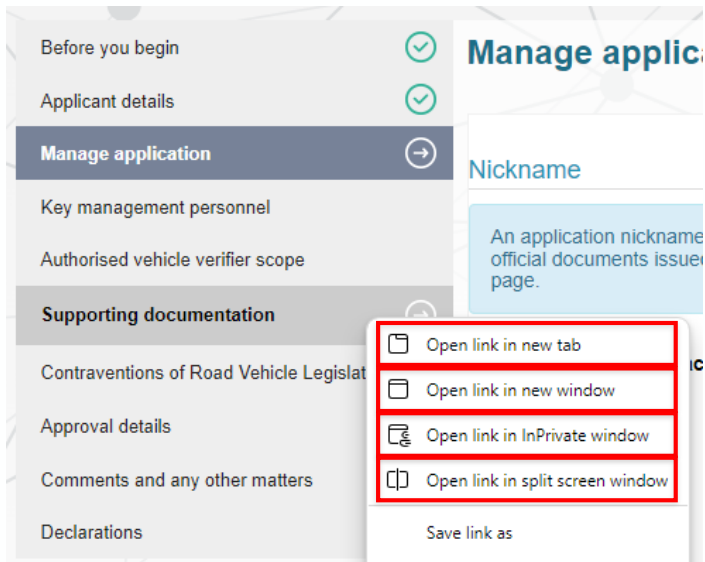 Before you begin
Applicant details
Manage application
Key management personnel
Authorised vehicle verifier scope
Supporting documentation
Contraventions of Road Vehicle Legislat
Approval details
Comments and any other matters
Declarations
Manage applica
Nickname
An application nickname
official documents issued
page.
Open link in new tab
Open link in new window
Open link in InPrivate window
Open link in split screen window
Save link as